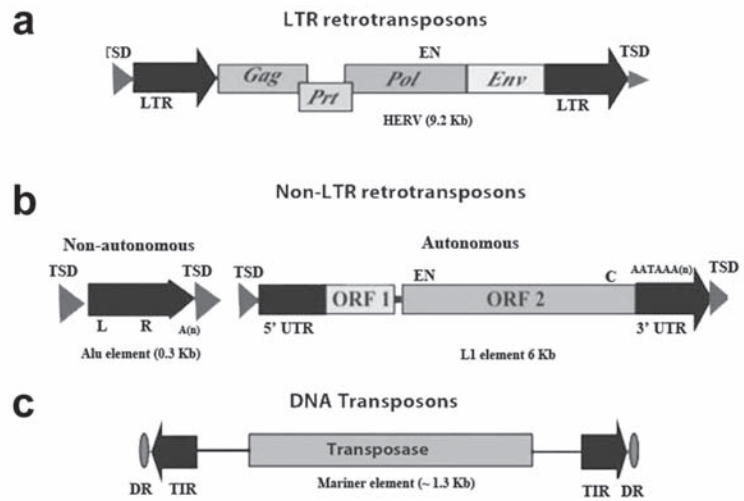 a
LTR retrotransposons
TSD EN TSD
Gag Prt Pol Env
LTR LTR
HERV (9.2 Kb)
b
Non-LTR retrotransposons
Non-autonomous Autonomous
TSD TSD TSD EN C AATAAA(n) TSD
ORF 1 ORF 2
L R A(n) 5' UTR 3' UTR
Alu element (0.3 Kb) L1 element 6 Kb
c
DNA Transposons
Transposase
DR TIR Mariner element (~ 1.3 Kb) TIR DR